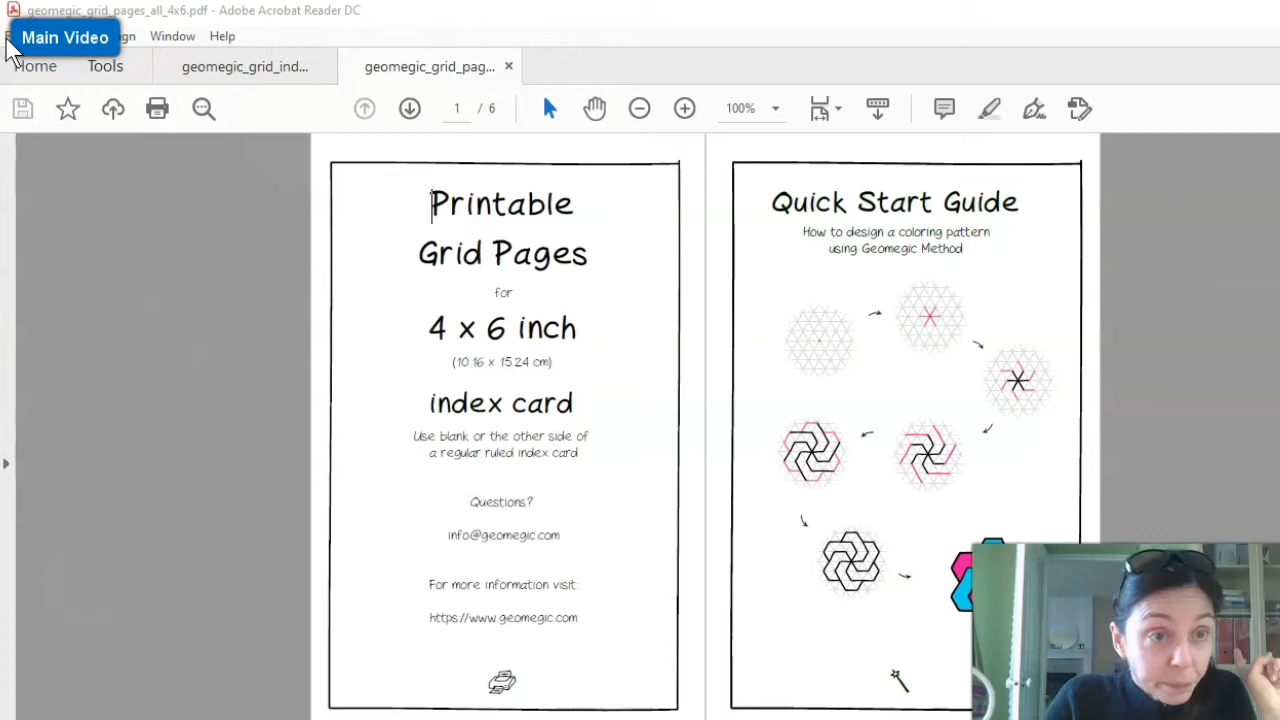 geomegic_grid_pages_all_4x6.pdf - Adobe Acrobat Reader DC
Main Video
Window
Help
Home
Tools
geomegic_grid_ind...
geomegic_grid_pag...
1 / 6
100%
Printable
Grid Pages
for
4 x 6 inch
(10.16 x 15.24 cm)
index card
Use blank or the other side of
a regular ruled index card
Questions?
info@geomegic.com
For more information visit:
https://www.geomegic.com
Quick Start Guide
How to design a coloring pattern
using Geomegic Method